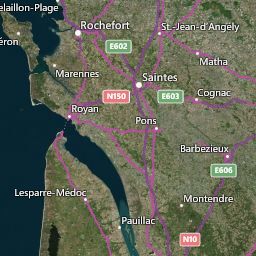 elaillon-Plage
Rochefort
St.-Jean-d'Angely
E602
éron
Matha
Marennes
Saintes
N150
E603
Cognac
Royan
Pons
Barbezieux
E606
Lesparre-Médoc
Montendre
Pauillac
N10